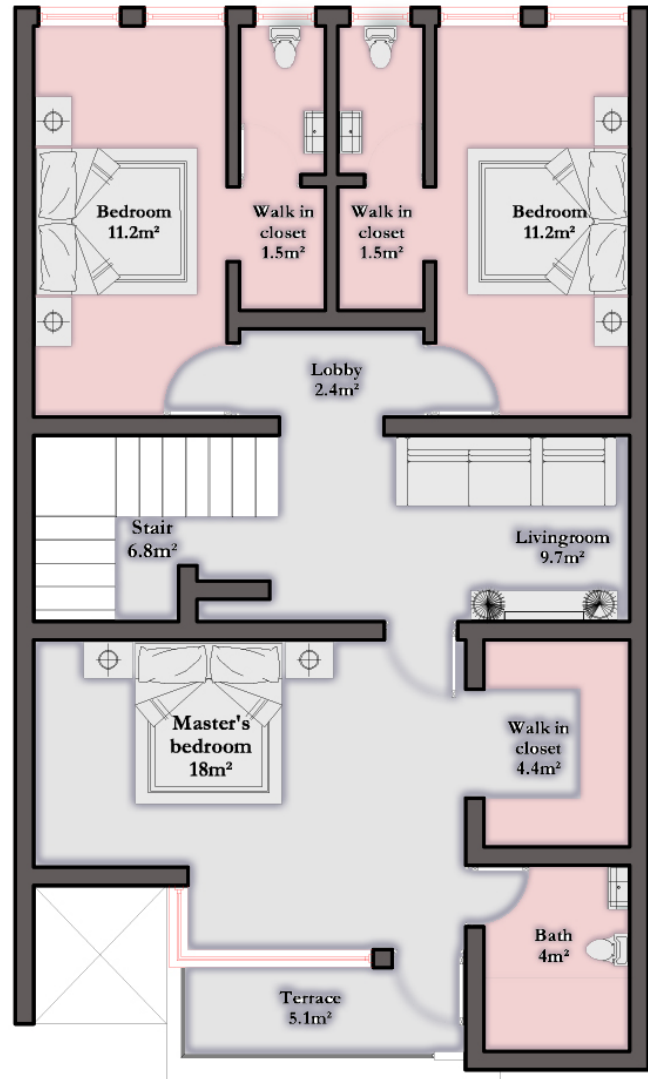 Bedroom
11.2m²
Walk in
closet
1.5m²
Walk in
closet
1.5m²
Bedroom
11.2m²
Lobby
2.4m²
Stair
6.8m²
Livingroom
9.7m²
Master's
bedroom
18m²
Walk in
closet
4.4m²
Bath
4m²
Terrace
5.1m²